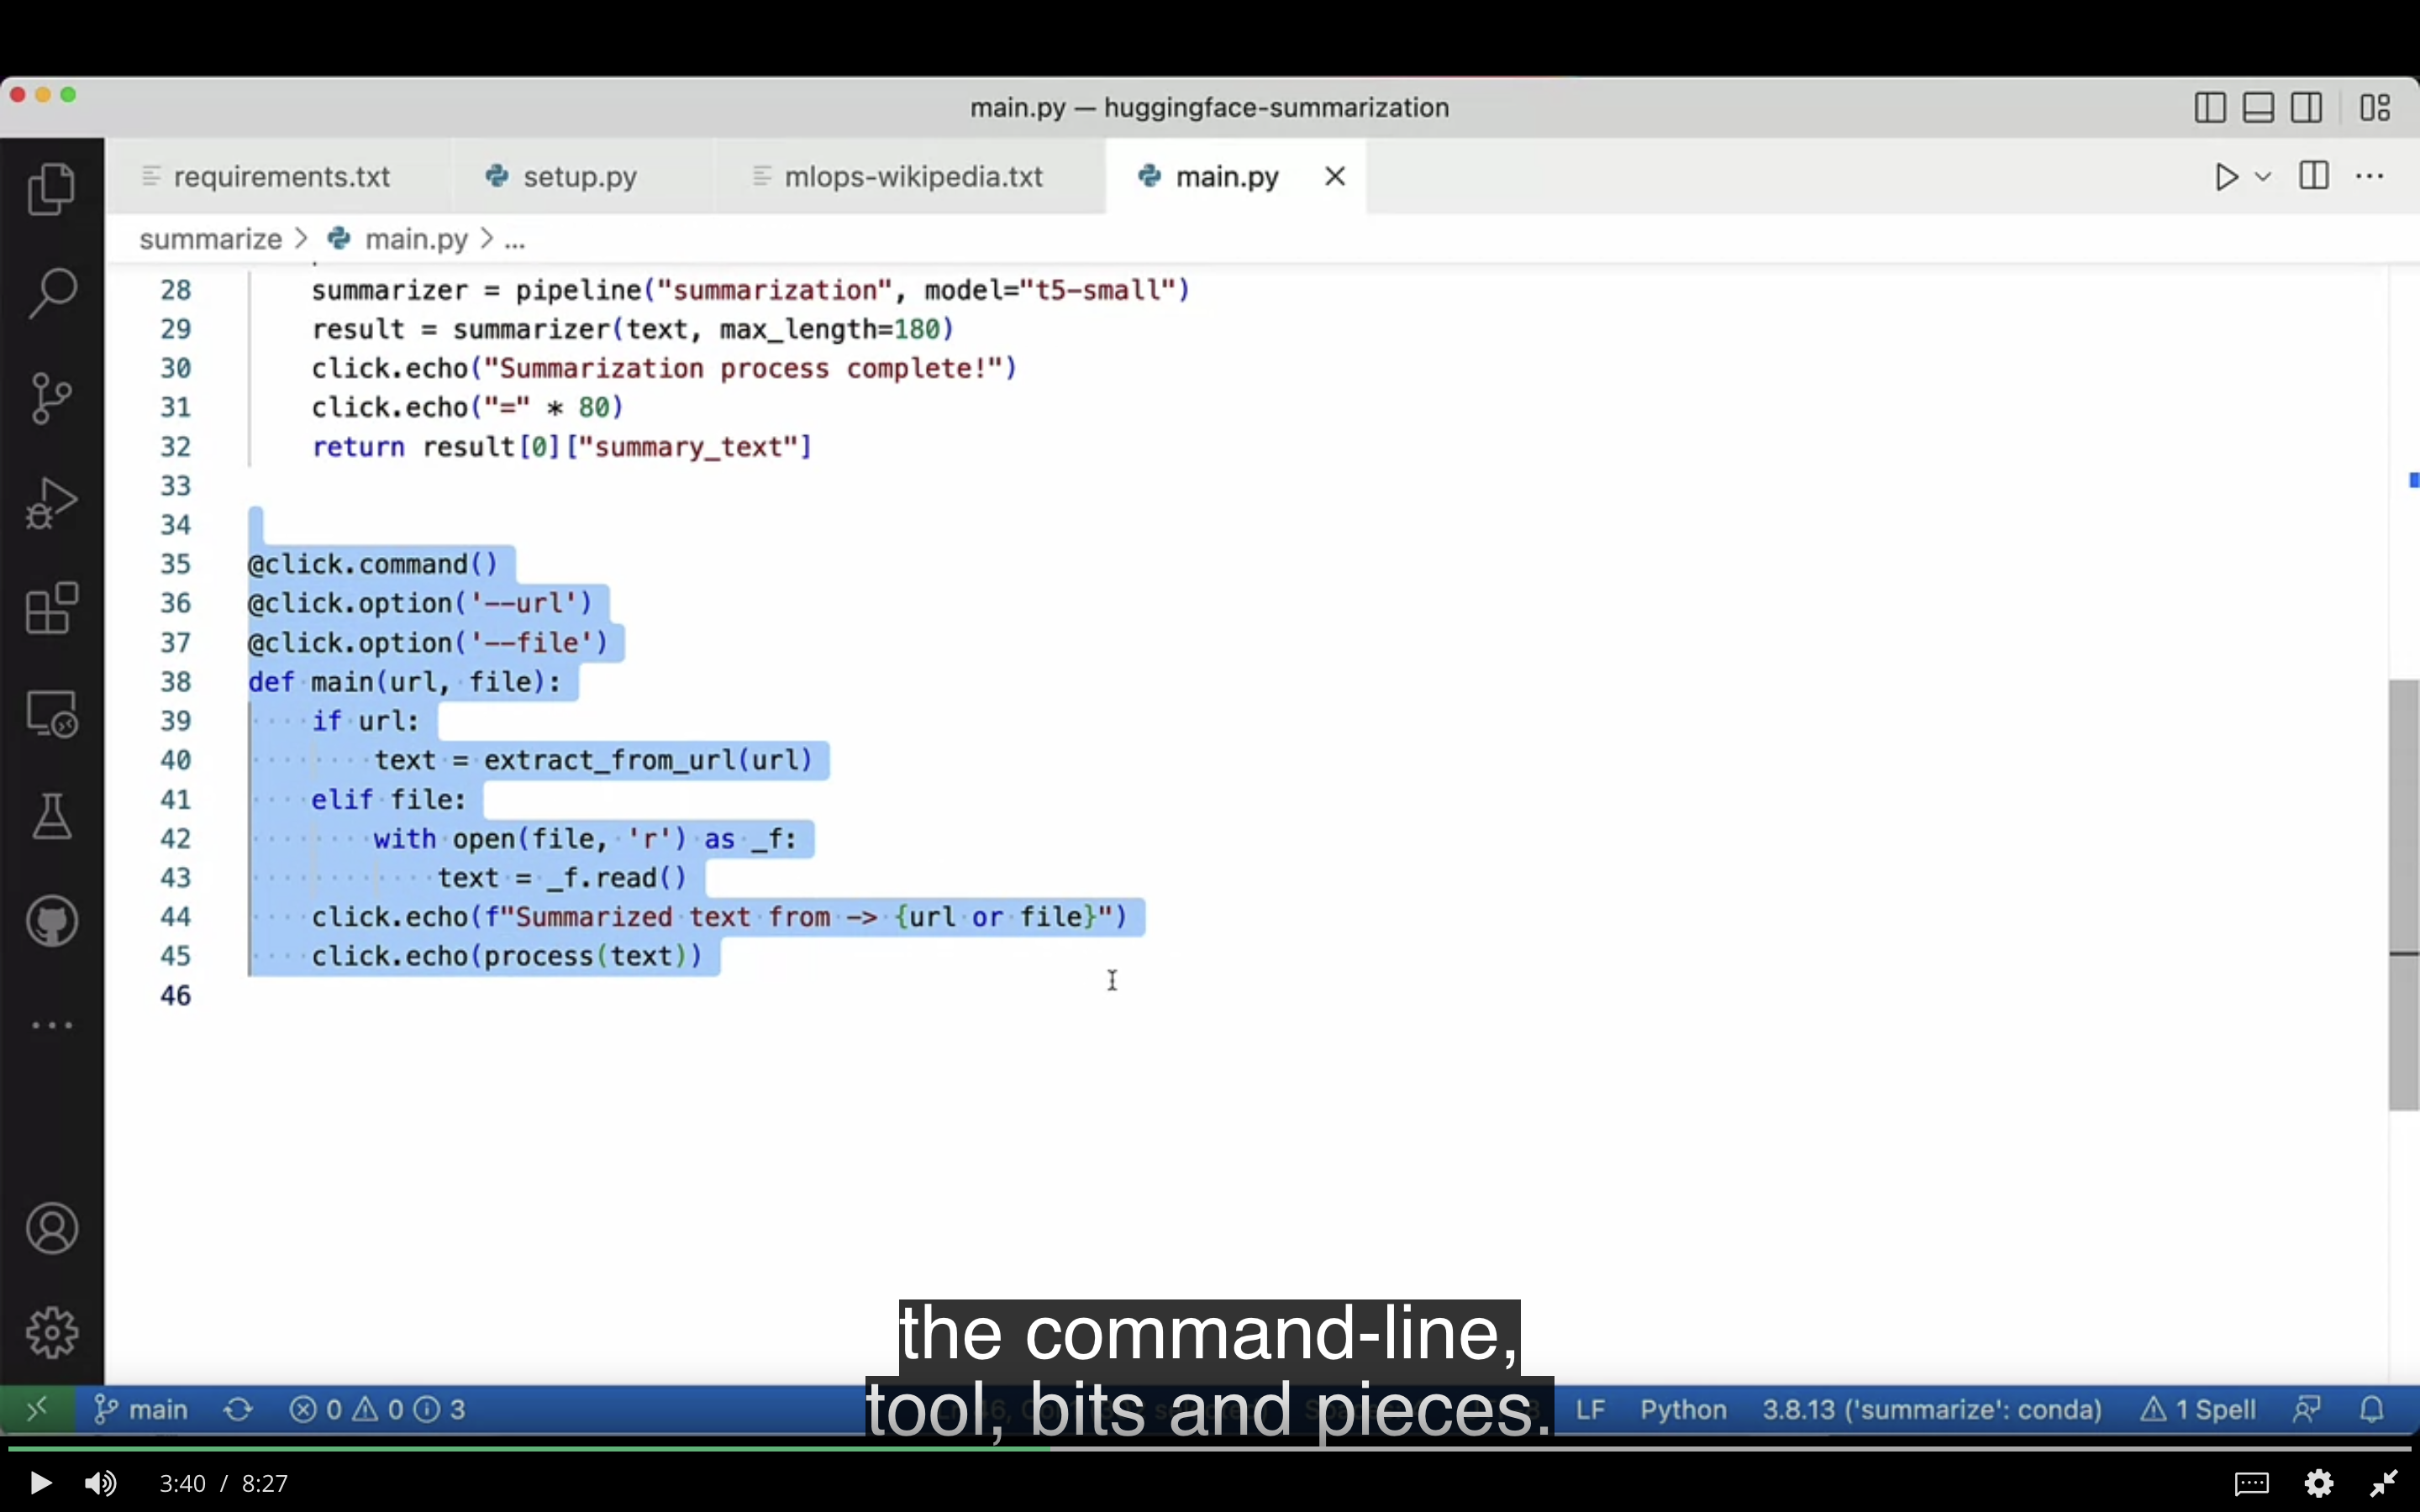 main.py — huggingface-summarization
requirements.txt
setup.py
mlops-wikipedia.txt
main.py
summarize > main.py > ...
28 summarizer = pipeline("summarization", model="t5-small")
29 result = summarizer(text, max_length=180)
30 click.echo("Summarization process complete!")
31 click.echo("=" * 80)
32 return result[0]["summary_text"]
33
34
35 @click.command()
36 @click.option('--url')
37 @click.option('--file')
38 def main(url, file):
39 if url:
40 text = extract_from_url(url)
41 elif file:
42 with open(file, 'r') as _f:
43 text = _f.read()
44 click.echo(f"Summarized text from -> {url or file}")
45 click.echo(process(text))
46
the command-line,
tool, bits and pieces.
main 0 0 3
LF Python 3.8.13 ('summarize': conda) 1 Spell
3:40 / 8:27